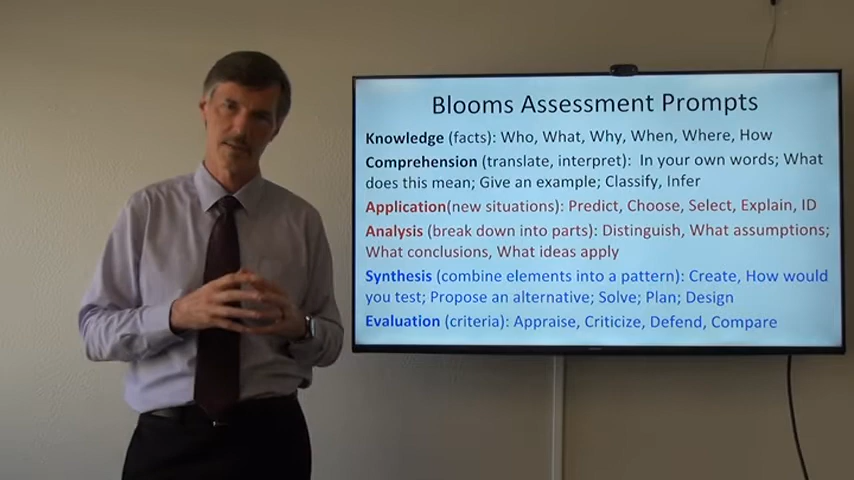 Blooms Assessment Prompts
Knowledge (facts): Who, What, Why, When, Where, How
Comprehension (translate, interpret): In your own words; What
does this mean; Give an example; Classify, Infer
Application(new situations): Predict, Choose, Select, Explain, ID
Analysis (break down into parts): Distinguish, What assumptions;
What conclusions, What ideas apply
Synthesis (combine elements into a pattern): Create, How would
you test; Propose an alternative; Solve; Plan; Design
Evaluation (criteria): Appraise, Criticize, Defend, Compare